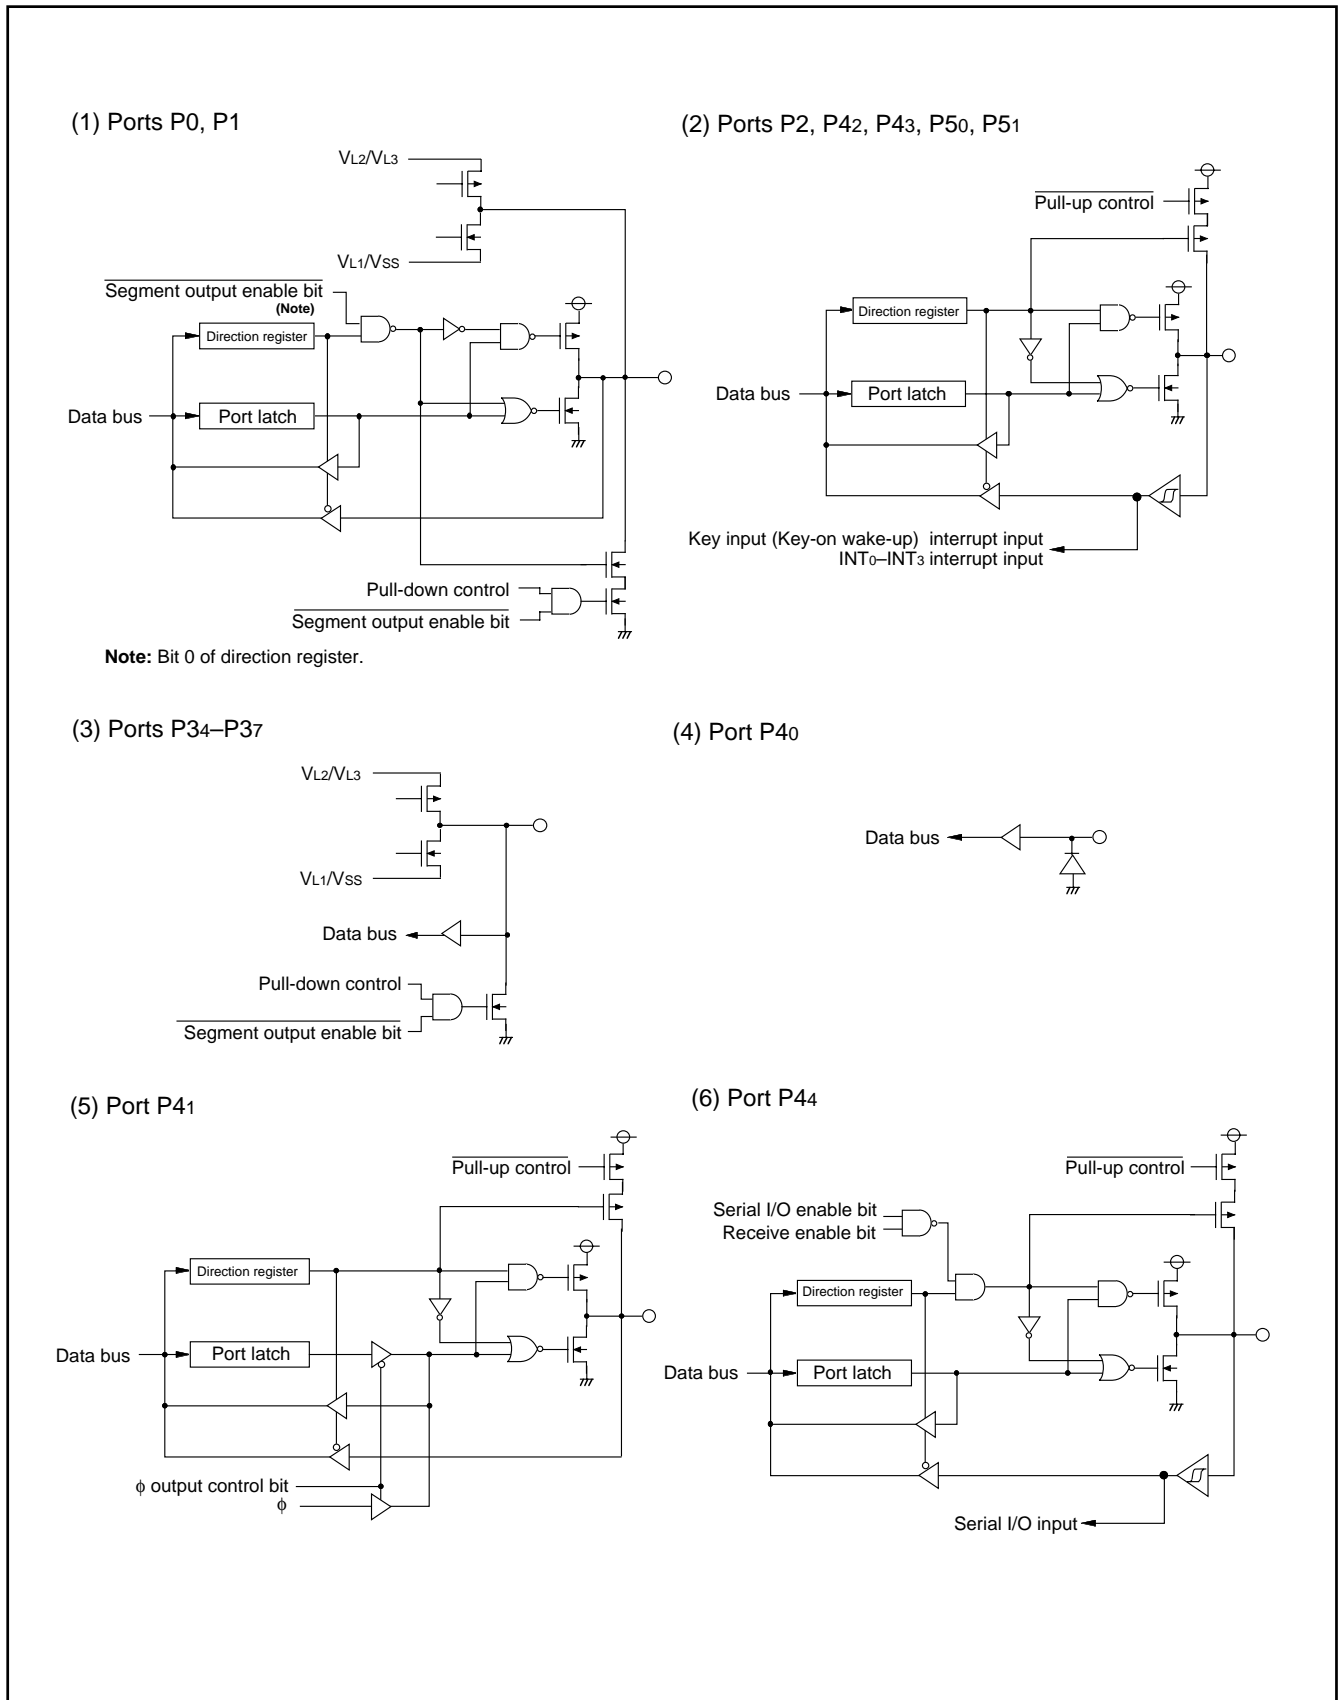 (1) Ports P0, P1
VL2/VL3
VL1/VSS
Segment output enable bit
(Note)
Direction register
Data bus
Port latch
Pull-down control
Segment output enable bit
Note: Bit 0 of direction register.
(2) Ports P2, P42, P43, P50, P51
Pull-up control
Direction register
Data bus
Port latch
Key input (Key-on wake-up) interrupt input
INT0–INT3 interrupt input
(3) Ports P34–P37
VL2/VL3
VL1/VSS
Data bus
Pull-down control
Segment output enable bit
(4) Port P40
Data bus
(5) Port P41
Pull-up control
Direction register
Data bus
Port latch
ϕ output control bit
ϕ
(6) Port P44
Pull-up control
Serial I/O enable bit
Receive enable bit
Direction register
Data bus
Port latch
Serial I/O input